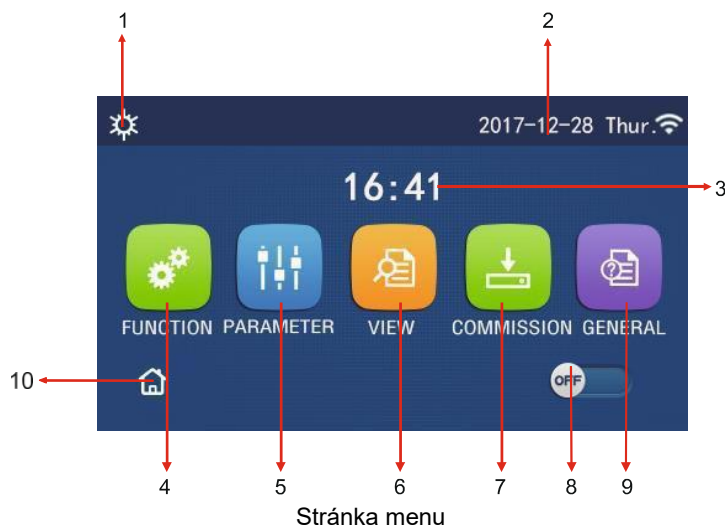 1 2
2017-12-28 Thur.
16:41
3
FUNCTION PARAMETER VIEW COMMISSION GENERAL
10
OFF
4 5 6 7 8 9
Stránka menu